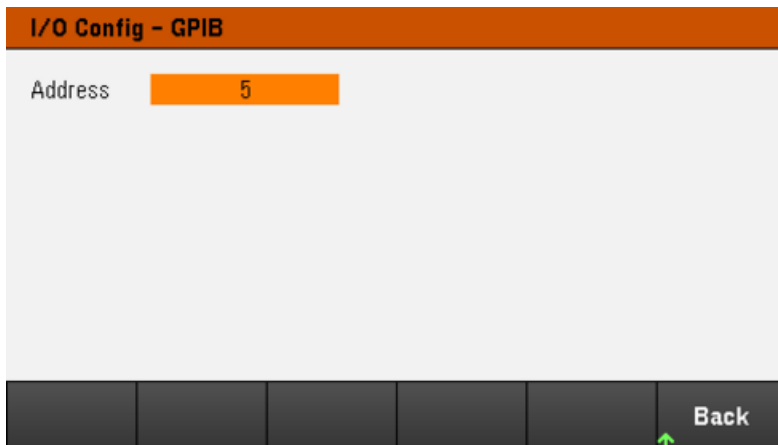 I/O Config – GPIB
Address 5
Back